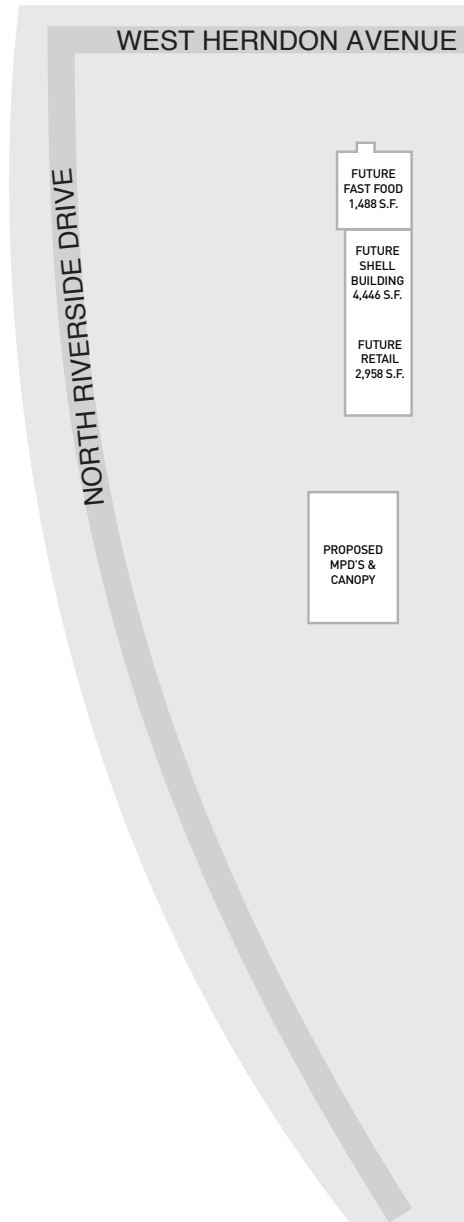 WEST HERNDON AVENUE
NORTH RIVERSIDE DRIVE
FUTURE
FAST FOOD
1,488 S.F.
FUTURE
SHELL
BUILDING
4,446 S.F.
FUTURE
RETAIL
2,958 S.F.
PROPOSED
MPD'S &
CANOPY